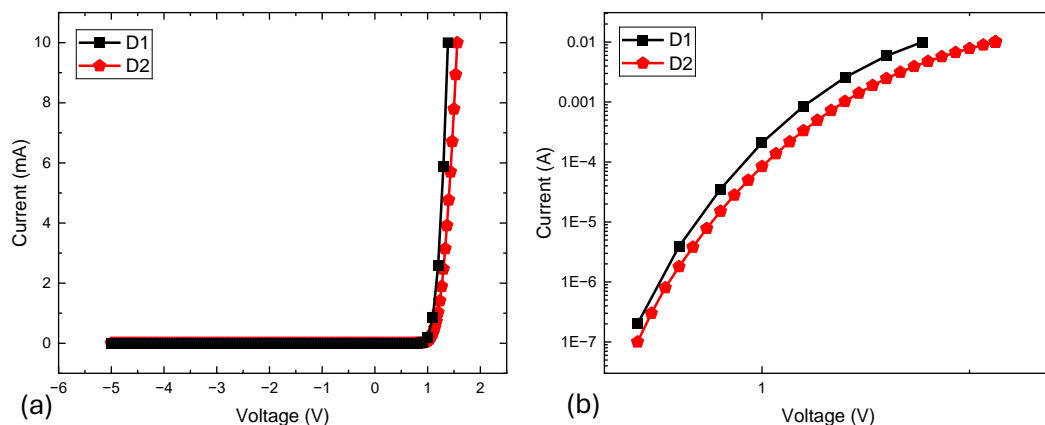 D1
D2
Current (mA)
10
8
6
4
2
0
−6
−5
−4
−3
−2
−1
0
1
2
Voltage (V)
(a)
D1
D2
Current (A)
0.01
0.001
1E−4
1E−5
1E−6
1E−7
1
Voltage (V)
(b)